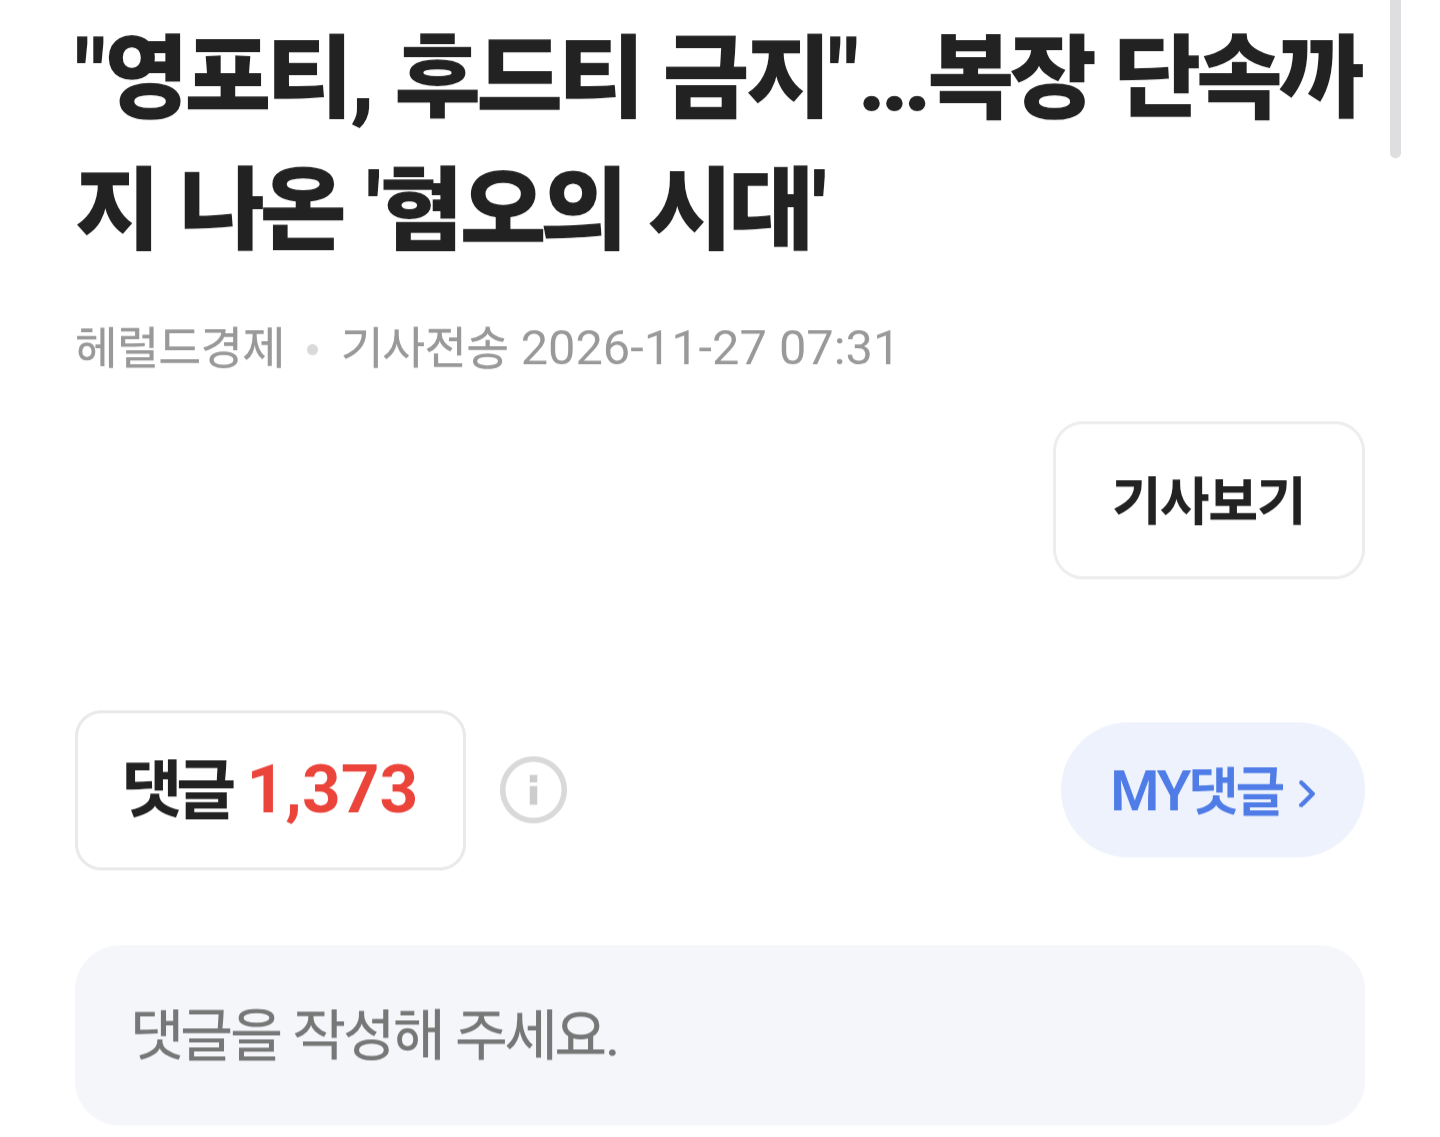 "영포티, 후드티 금지"...복장 단속까
지 나온 '혐오의 시대'
헤럴드경제 • 기사전송 2026-11-27 07:31
기사보기
댓글 1,373
MY댓글
댓글을 작성해 주세요.